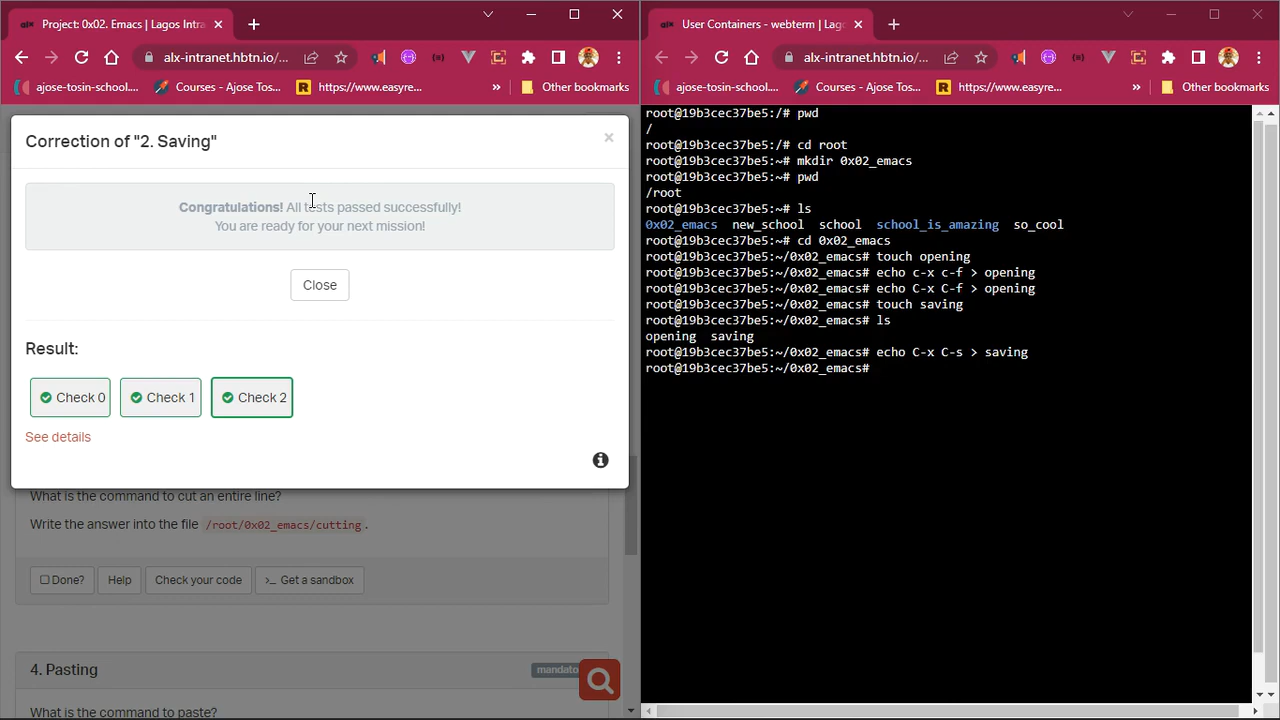 alx Project: 0x02. Emacs | Lagos Intra
alx-intranet.hbtn.io/...
ajose-tosin-school....
Courses - Ajose Tos...
https://www.easyre...
»
Other bookmarks
Correction of "2. Saving"
×
Congratulations! All tests passed successfully!
You are ready for your next mission!
Close
Result:
Check 0
Check 1
Check 2
See details
What is the command to cut an entire line?
Write the answer into the file /root/0x02_emacs/cutting.
Done?
Help
Check your code
>_ Get a sandbox
4. Pasting
mandato
What is the command to paste?
alx User Containers - webterm | Lag
alx-intranet.hbtn.io/...
ajose-tosin-school....
Courses - Ajose Tos...
https://www.easyre...
»
Other bookmarks
root@19b3cec37be5:/# pwd
/
root@19b3cec37be5:/# cd root
root@19b3cec37be5:~# mkdir 0x02_emacs
root@19b3cec37be5:~# pwd
/root
root@19b3cec37be5:~# ls
0x02_emacs  new_school  school  school_is_amazing  so_cool
root@19b3cec37be5:~# cd 0x02_emacs
root@19b3cec37be5:~/0x02_emacs# touch opening
root@19b3cec37be5:~/0x02_emacs# echo c-x c-f > opening
root@19b3cec37be5:~/0x02_emacs# echo C-x C-f > opening
root@19b3cec37be5:~/0x02_emacs# touch saving
root@19b3cec37be5:~/0x02_emacs# ls
opening  saving
root@19b3cec37be5:~/0x02_emacs# echo C-x C-s > saving
root@19b3cec37be5:~/0x02_emacs#